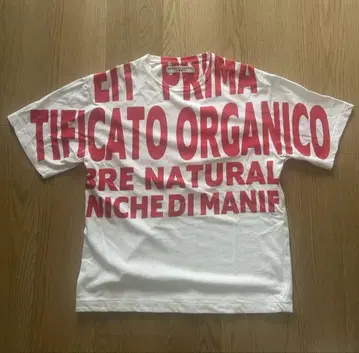 EIT PRIMA
TIFICATO ORGANICO
BRE NATURAL
NICHE DI MANIF